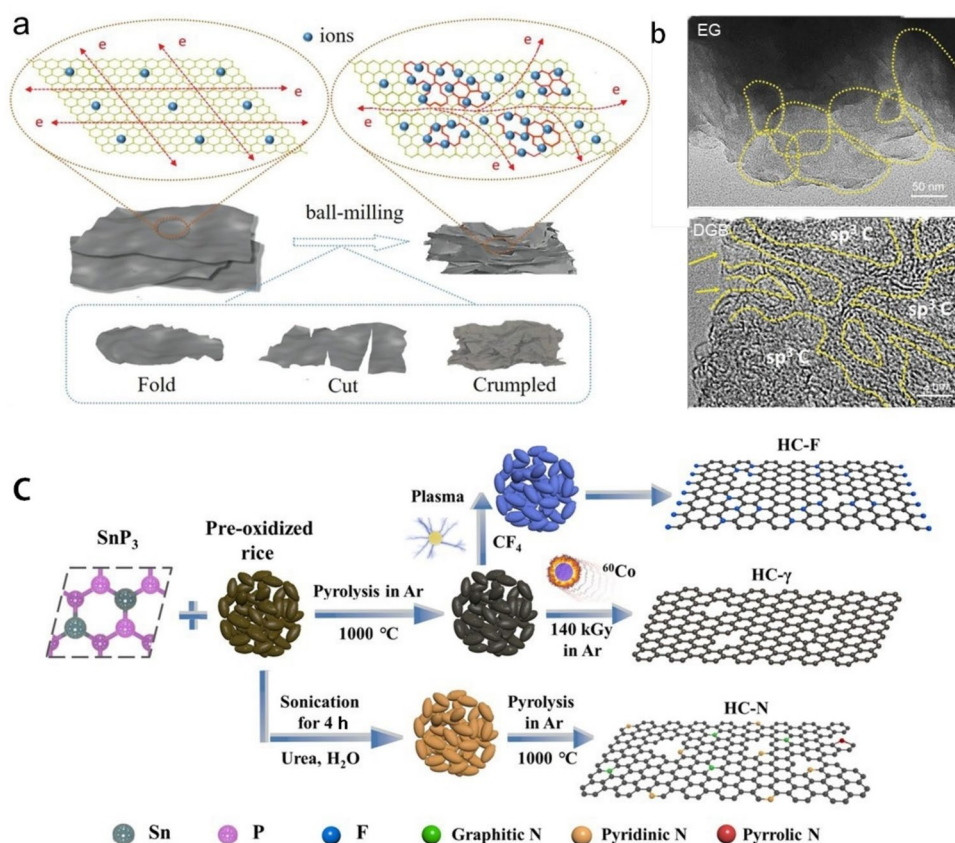 a
ions
e
e
e
e
e
e
e
e
ball-milling
Fold
Cut
Crumpled
b
EG
50 nm
DGB
sp² C
sp³ C
C
SnP₃
Pre-oxidized
rice
Pyrolysis in Ar
1000 °C
Plasma
CF₄
⁶⁰Co
140 kGy
in Ar
HC-F
HC-γ
Sonication
for 4 h
Urea, H₂O
Pyrolysis
in Ar
1000 °C
HC-N
Sn
P
F
Graphitic N
Pyridinic N
Pyrrolic N